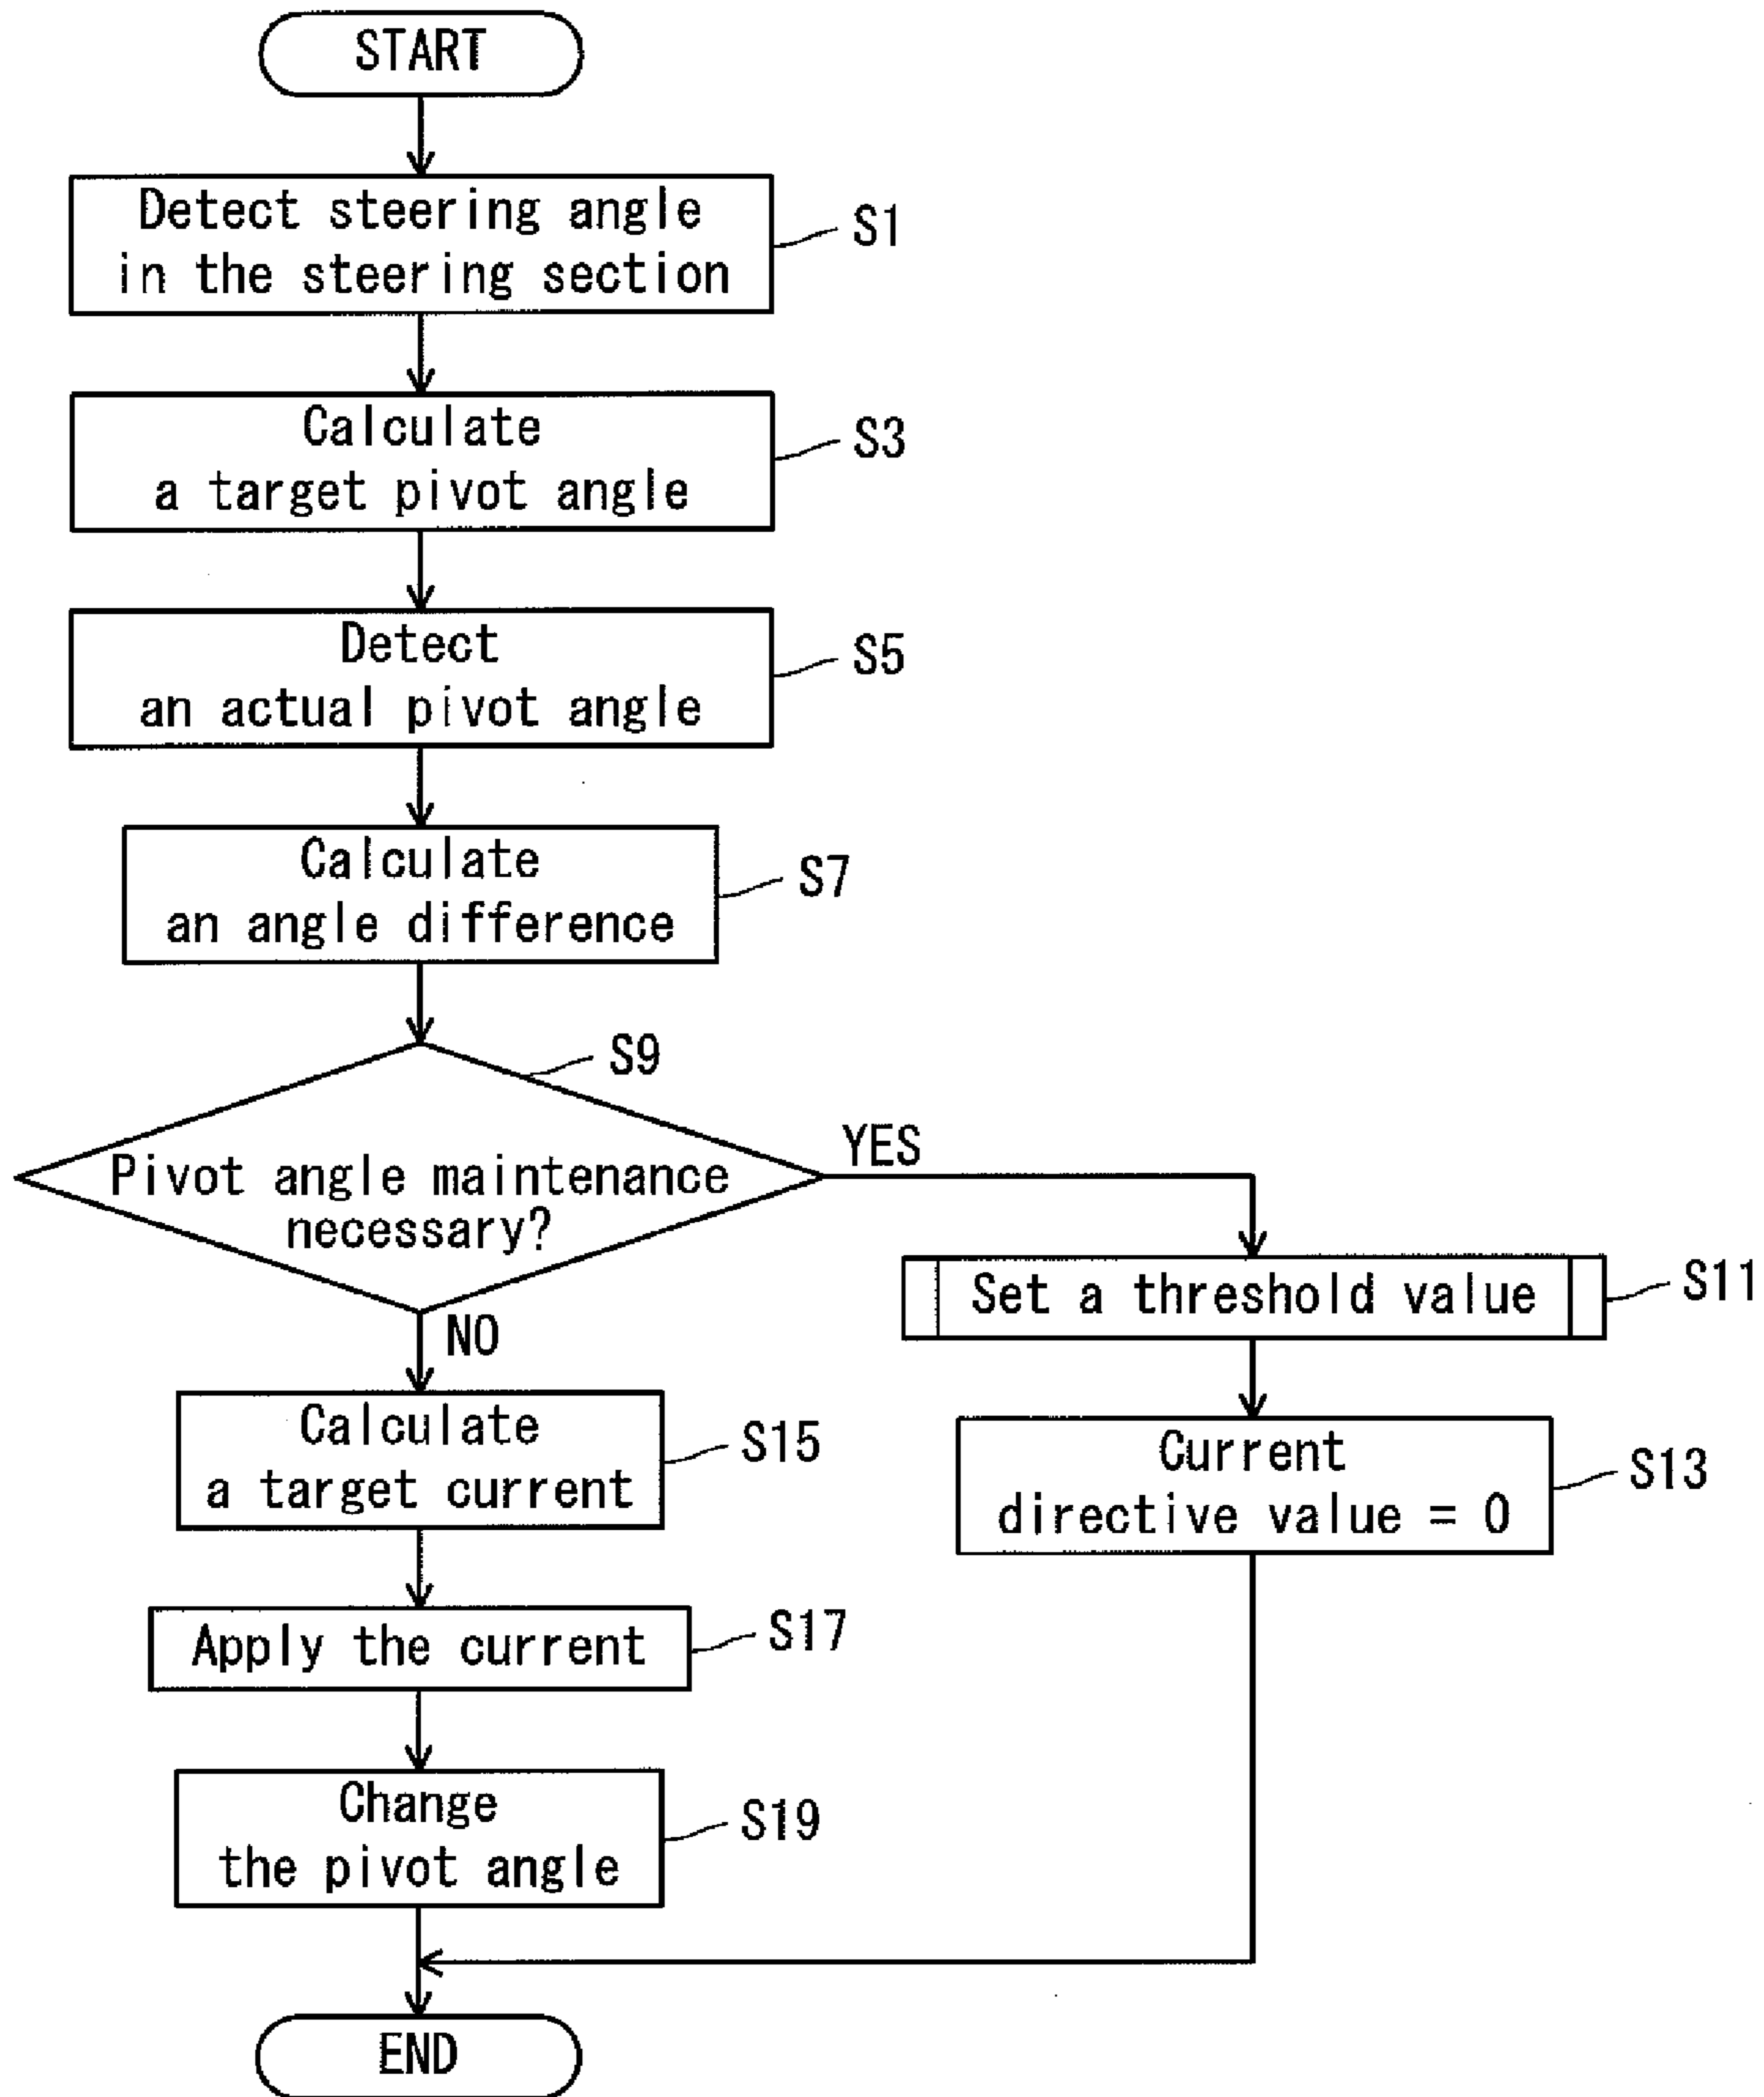 START
Detect steering angle
in the steering section
S1
Calculate
a target pivot angle
S3
Detect
an actual pivot angle
S5
Calculate
an angle difference
S7
S9
Pivot angle maintenance
necessary?
YES
NO
Set a threshold value
S11
Current
directive value = 0
S13
Calculate
a target current
S15
Apply the current
S17
Change
the pivot angle
S19
END